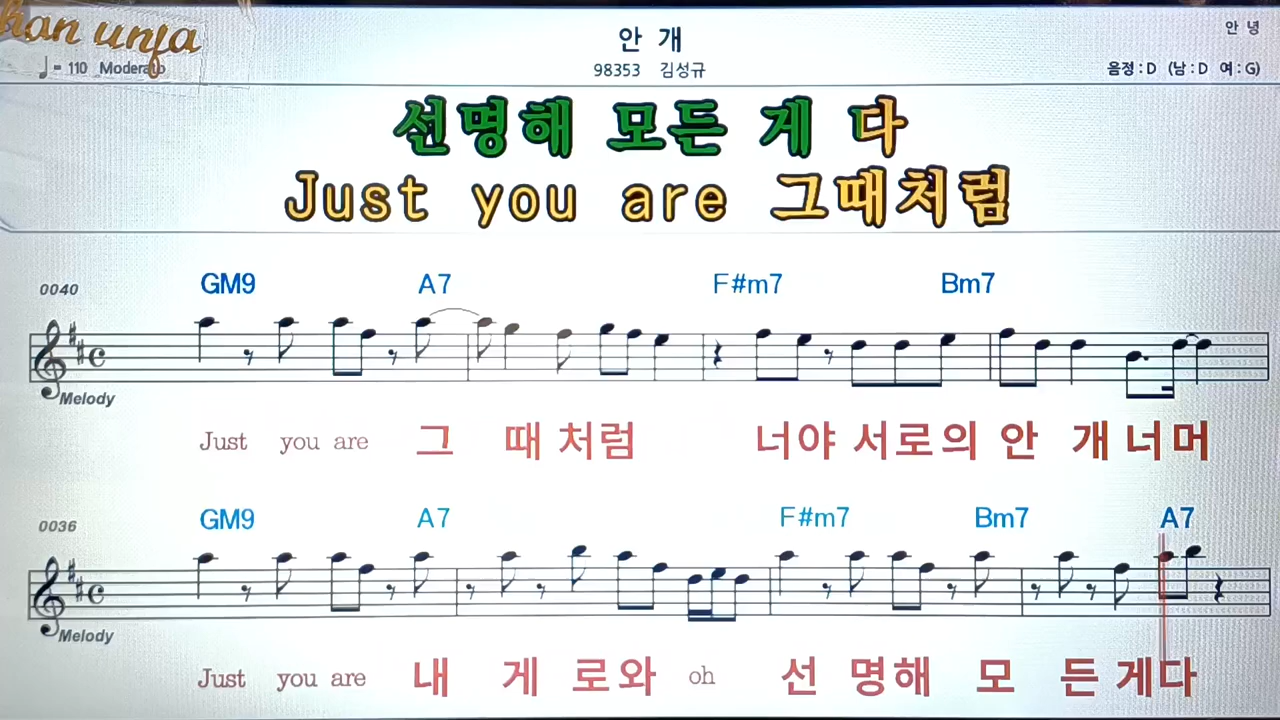 han unja
안 녕
안 개
♩= 110 Moderato
98353 김성규
음정 : D (남 : D 여 : G)
선명해 모든 게 다
Just you are 그때처럼
0040
GM9 A7 F#m7 Bm7
Melody
Just you are 그 때 처럼 너야 서로의 안 개 너머
0036
GM9 A7 F#m7 Bm7 A7
Melody
Just you are 내 게 로와 oh 선 명해 모 든 게다